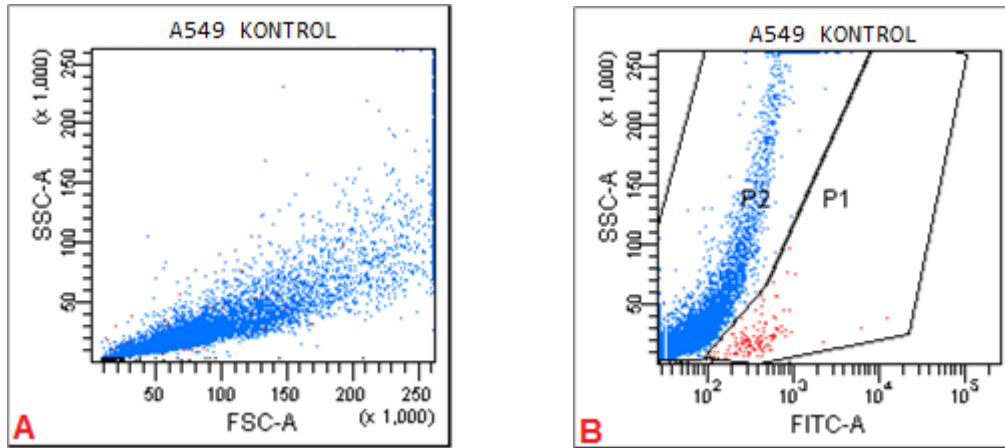 A549 KONTROL
SSC-A
(x 1,000)
50 100 150 200 250
50 100 150 200 250
FSC-A
(x 1,000)
A
A549 KONTROL
SSC-A
(x 1,000)
50 100 150 200 250
P2
P1
10^2 10^3 10^4 10^5
FITC-A
B